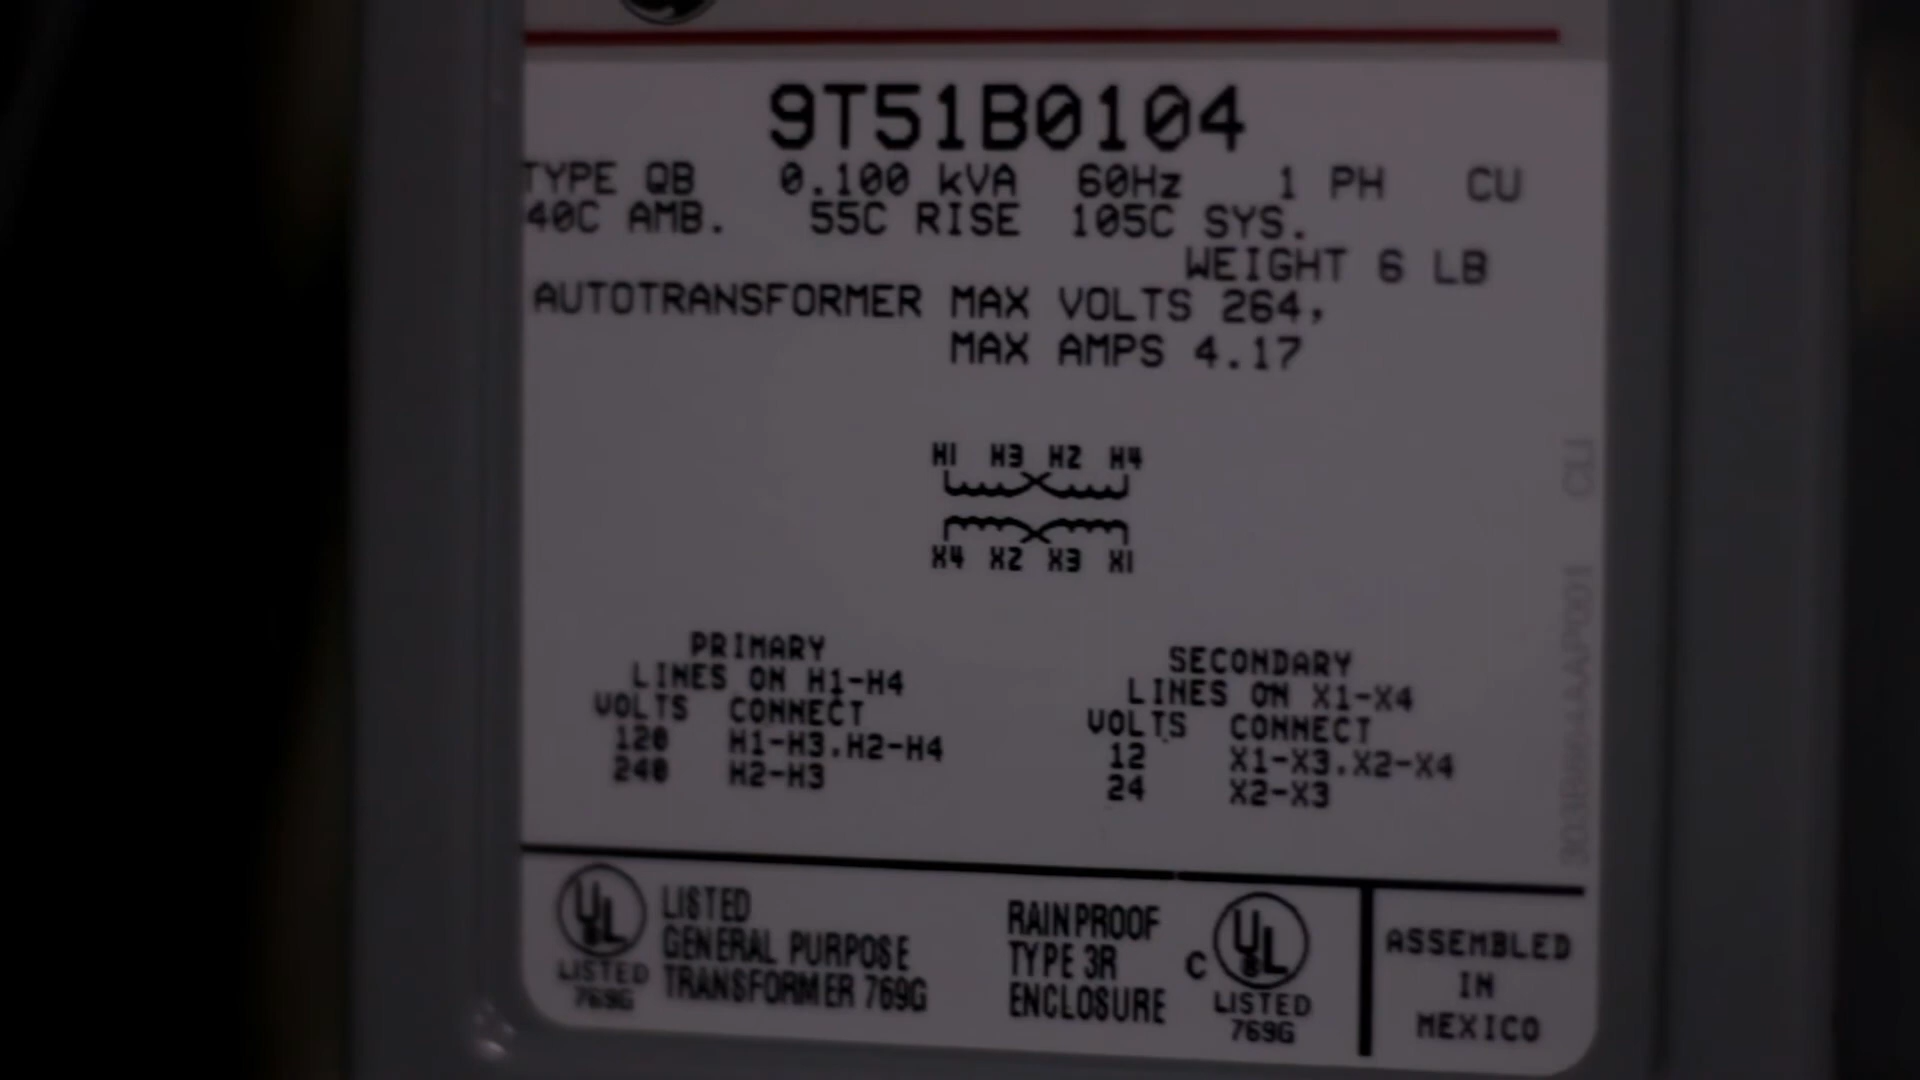 9T51B0104
TYPE QB 0.100 kVA 60Hz 1 PH CU
40C AMB. 55C RISE 105C SYS.
WEIGHT 6 LB
AUTOTRANSFORMER MAX VOLTS 264,
MAX AMPS 4.17
H1 H3 H2 H4
X4 X2 X3 X1
PRIMARY
LINES ON H1-H4
VOLTS CONNECT
120 H1-H3.H2-H4
240 H2-H3
SECONDARY
LINES ON X1-X4
VOLTS CONNECT
12 X1-X3.X2-X4
24 X2-X3
UL
LISTED
769G
LISTED
GENERAL PURPOSE
TRANSFORMER 769G
RAINPROOF
TYPE 3R
ENCLOSURE
C UL
LISTED
769G
ASSEMBLED
IN
MEXICO